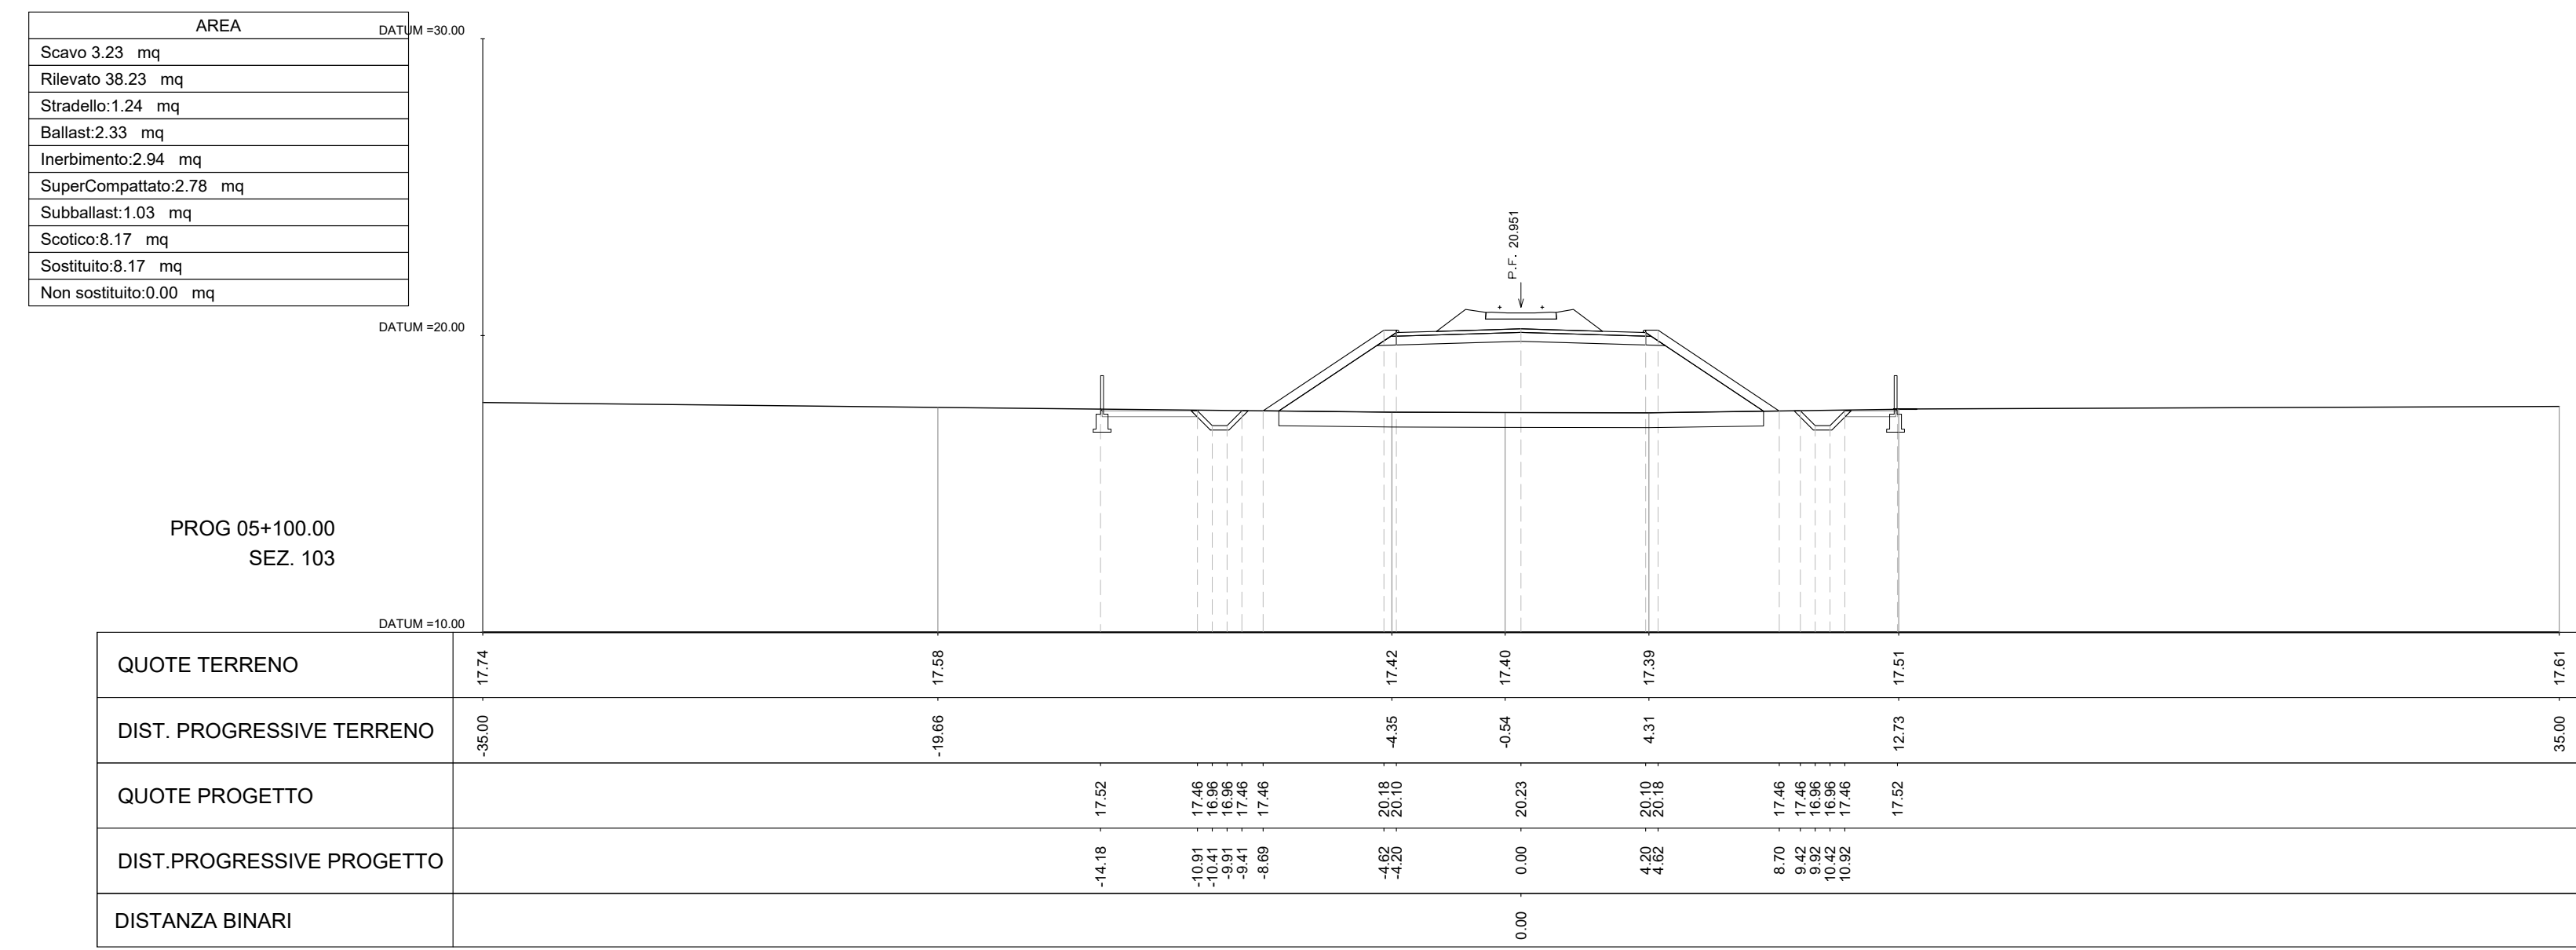 AREA
Scavo 3.23 mq
Rilevato 38.23 mq
Stradello:1.24 mq
Ballast:2.33 mq
Inerbimento:2.94 mq
SuperCompattato:2.78 mq
Subballast:1.03 mq
Scotico:8.17 mq
Sostituito:8.17 mq
Non sostituito:0.00 mq
DATUM =30.00
P.F. 20.951
DATUM =20.00
PROG 05+100.00
SEZ. 103
DATUM =10.00
QUOTE TERRENO 17.74 17.58 17.42 17.40 17.39 17.51 17.61
DIST. PROGRESSIVE TERRENO -35.00 -19.66 -4.35 -0.54 4.31 12.73 35.00
QUOTE PROGETTO 17.52 17.46 16.96 16.96 17.46 17.46 20.18 20.10 20.23 20.10 20.18 17.46 17.46 16.96 16.96 17.46 17.52
DIST.PROGRESSIVE PROGETTO -14.18 -10.91 -10.41 -9.91 -9.41 -8.69 -4.62 -4.20 0.00 4.20 4.62 8.70 9.42 9.92 10.42 10.92
DISTANZA BINARI 0.00